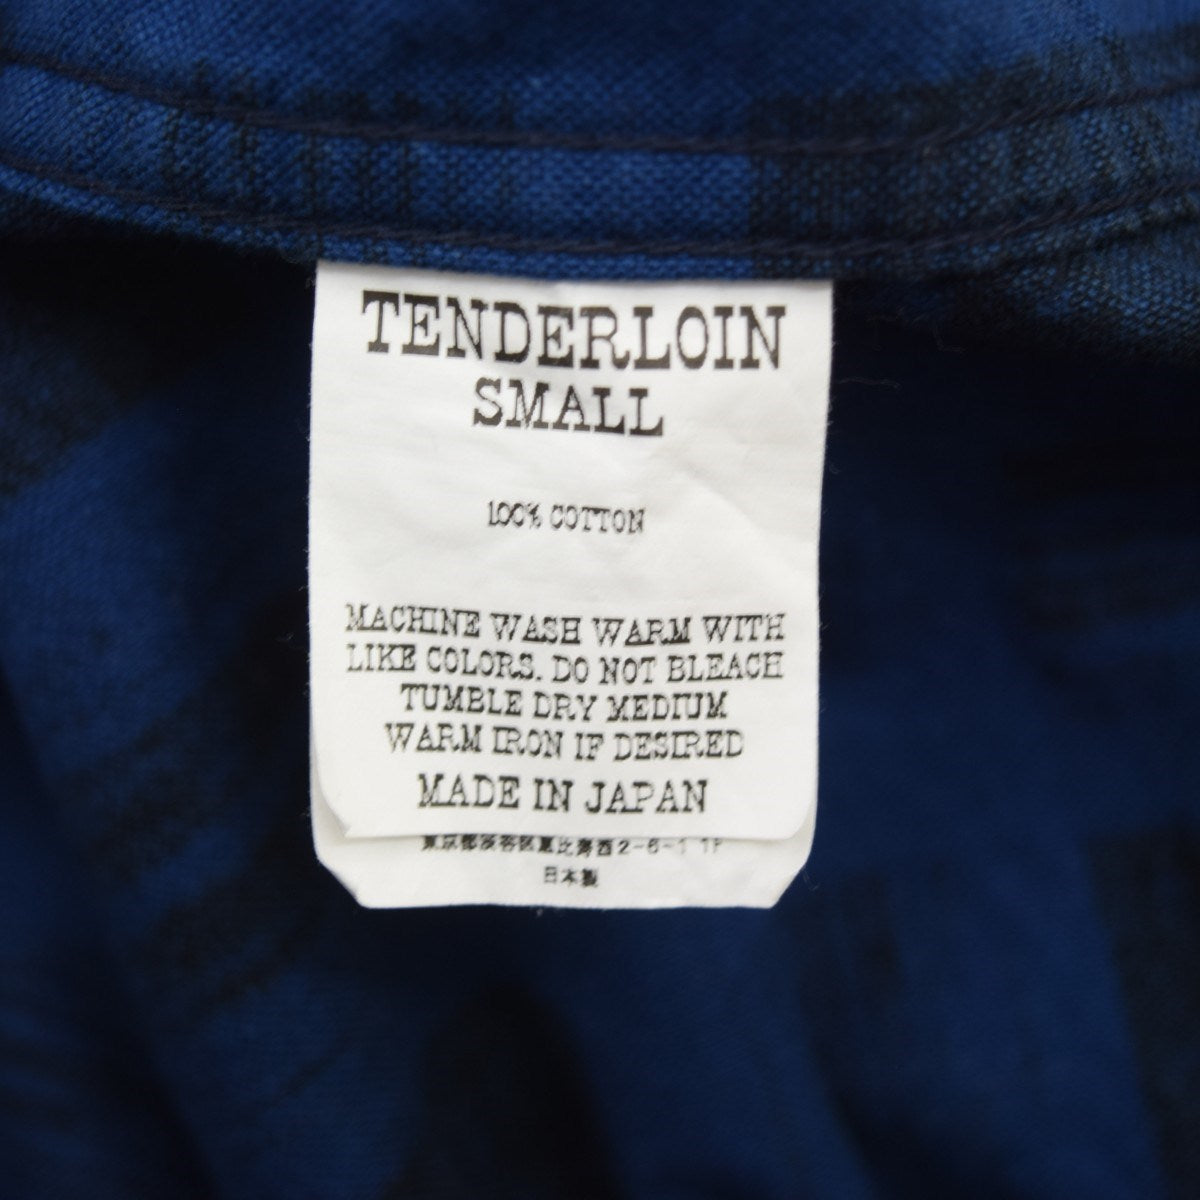 TENDERLOIN
SMALL
100% COTTON
MACHINE WASH WARM WITH
LIKE COLORS. DO NOT BLEACH
TUMBLE DRY MEDIUM
WARM IRON IF DESIRED
MADE IN JAPAN
東京都渋谷区恵比寿西2-6-1 1F
日本製